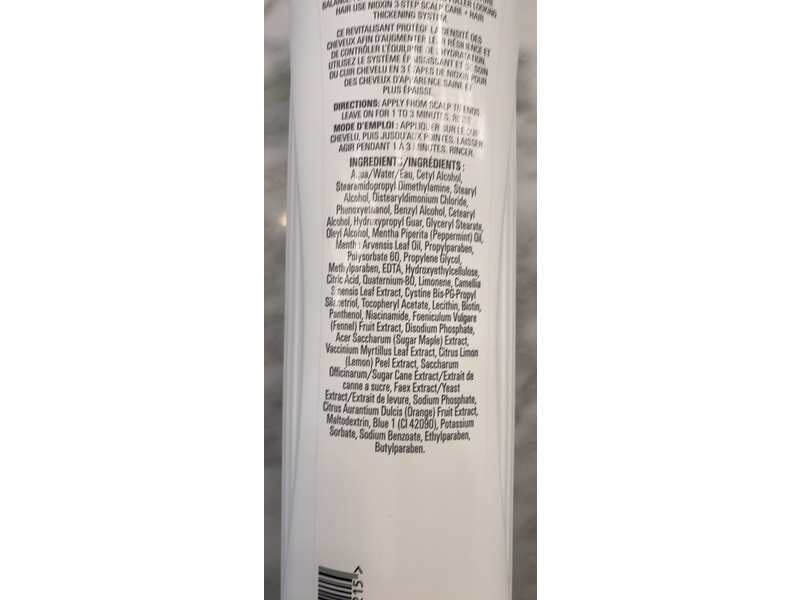 HAIR USE NIOXIN 3-STEP SCALP CARE + HAIR
THICKENING SYSTEM.
CE REVITALISANT PROTÈGE LA DENSITÉ DES
CHEVEUX AFIN D'AUGMENTER LEUR RÉSILIENCE ET
DE CONTRÔLER L'ÉQUILIBRE DE L'HYDRATATION.
UTILISEZ LE SYSTÈME ÉPAISSISSANT ET DE SOIN
DU CUIR CHEVELU EN 3 ÉTAPES DE NIOXIN POUR
DES CHEVEUX D'APPARENCE SAINE ET
PLUS ÉPAISSE.
DIRECTIONS: APPLY FROM SCALP TO ENDS.
LEAVE ON FOR 1 TO 3 MINUTES. RINSE.
MODE D'EMPLOI : APPLIQUER SUR LE CUIR
CHEVELU, PUIS JUSQU'AUX POINTES. LAISSER
AGIR PENDANT 1 À 3 MINUTES. RINCER.
INGREDIENTS/INGRÉDIENTS :
Aqua/Water/Eau, Cetyl Alcohol,
Stearamidopropyl Dimethylamine, Stearyl
Alcohol, Distearyldimonium Chloride,
Phenoxyethanol, Benzyl Alcohol, Cetearyl
Alcohol, Hydroxypropyl Guar, Glyceryl Stearate,
Oleyl Alcohol, Mentha Piperita (Peppermint) Oil,
Mentha Arvensis Leaf Oil, Propylparaben,
Polysorbate 60, Propylene Glycol,
Methylparaben, EDTA, Hydroxyethylcellulose,
Citric Acid, Quaternium-80, Limonene, Camellia
Sinensis Leaf Extract, Cystine Bis-PG-Propyl
Silanetriol, Tocopheryl Acetate, Lecithin, Biotin,
Panthenol, Niacinamide, Foeniculum Vulgare
(Fennel) Fruit Extract, Disodium Phosphate,
Acer Saccharum (Sugar Maple) Extract,
Vaccinium Myrtillus Leaf Extract, Citrus Limon
(Lemon) Peel Extract, Saccharum
Officinarum/Sugar Cane Extract/Extrait de
canne a sucre, Faex Extract/Yeast
Extract/Extrait de levure, Sodium Phosphate,
Citrus Aurantium Dulcis (Orange) Fruit Extract,
Maltodextrin, Blue 1 (CI 42090), Potassium
Sorbate, Sodium Benzoate, Ethylparaben,
Butylparaben.
215 >